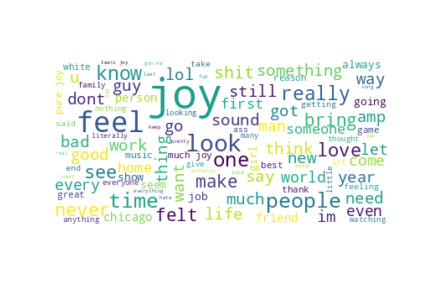 tears joy
gon na
last
fun
song
white
take
reason
always
u
family
know
lol
shit
something
way
pure joy
nothing
guy
joy
still
really
dont
person
first
going
said
literally
keep
looking
sound
got
bring
amp
feel
go
ass
many
man
someone
game
bad
work
music
pretty
look
getting
thought
good
thing
much joy
one
girl
think
love
let
real
home
give
new
lot
come
end
see
show
everyone
seem
want
make
best
say
world
little
year
feeling
every
great
job
thank
need
never
time
everything
hate
much
people
even
anything
chicago
felt
life
friend
im
watching